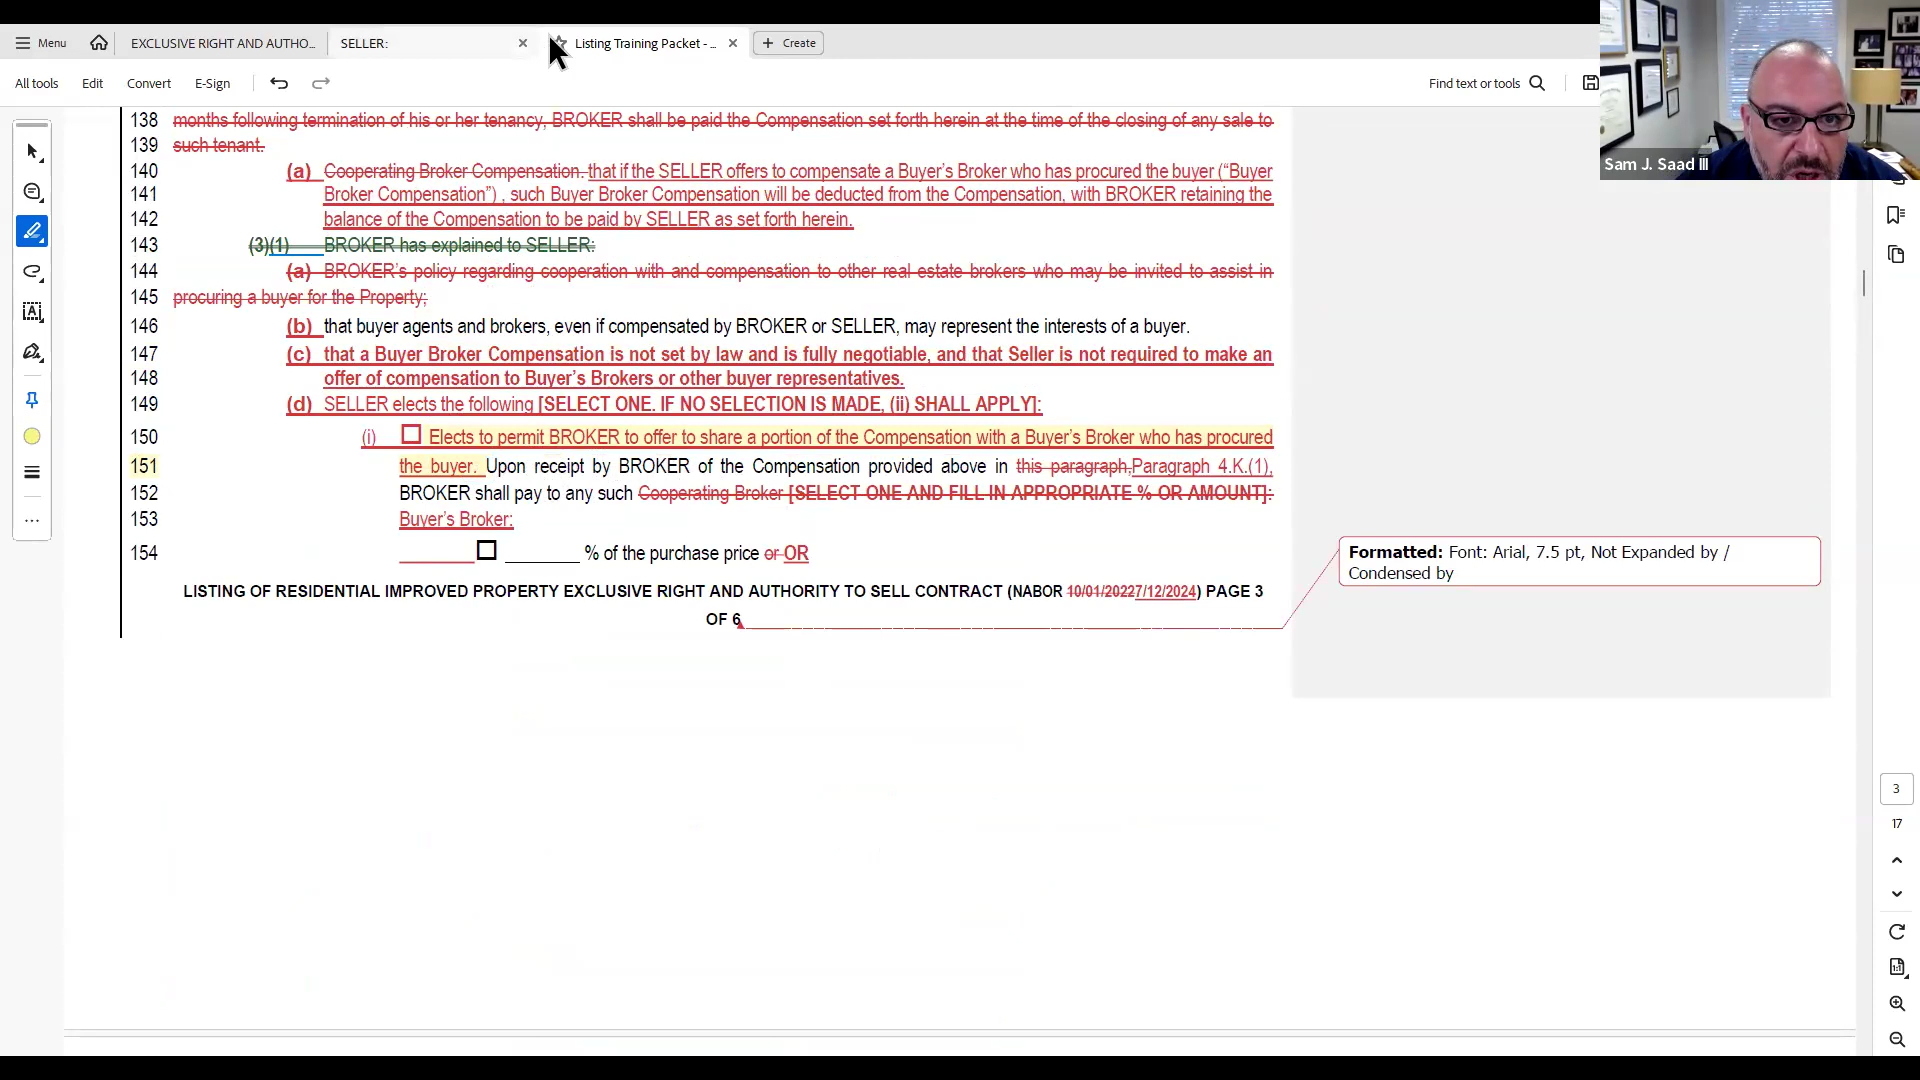 Menu
EXCLUSIVE RIGHT AND AUTHO...
SELLER:
Listing Training Packet - ...
Create
All tools
Edit
Convert
E-Sign
Find text or tools
Sam J. Saad III
138 months following termination of his or her tenancy, BROKER shall be paid the Compensation set forth herein at the time of the closing of any sale to
139 such tenant.
140 (a) Cooperating Broker Compensation. that if the SELLER offers to compensate a Buyer's Broker who has procured the buyer (“Buyer
141 Broker Compensation”) , such Buyer Broker Compensation will be deducted from the Compensation, with BROKER retaining the
142 balance of the Compensation to be paid by SELLER as set forth herein.
143 (3)(1) BROKER has explained to SELLER:
144 (a) BROKER's policy regarding cooperation with and compensation to other real estate brokers who may be invited to assist in
145 procuring a buyer for the Property;
146 (b) that buyer agents and brokers, even if compensated by BROKER or SELLER, may represent the interests of a buyer.
147 (c) that a Buyer Broker Compensation is not set by law and is fully negotiable, and that Seller is not required to make an
148 offer of compensation to Buyer's Brokers or other buyer representatives.
149 (d) SELLER elects the following [SELECT ONE. IF NO SELECTION IS MADE, (ii) SHALL APPLY]:
150 (i) ☐ Elects to permit BROKER to offer to share a portion of the Compensation with a Buyer's Broker who has procured
151 the buyer. Upon receipt by BROKER of the Compensation provided above in this paragraph,Paragraph 4.K.(1),
152 BROKER shall pay to any such Cooperating Broker [SELECT ONE AND FILL IN APPROPRIATE % OR AMOUNT]:
153 Buyer's Broker:
154 ________ ☐ ________ % of the purchase price or OR
LISTING OF RESIDENTIAL IMPROVED PROPERTY EXCLUSIVE RIGHT AND AUTHORITY TO SELL CONTRACT (NABOR 10/01/20227/12/2024) PAGE 3
OF 6
Formatted: Font: Arial, 7.5 pt, Not Expanded by /
Condensed by
3
17